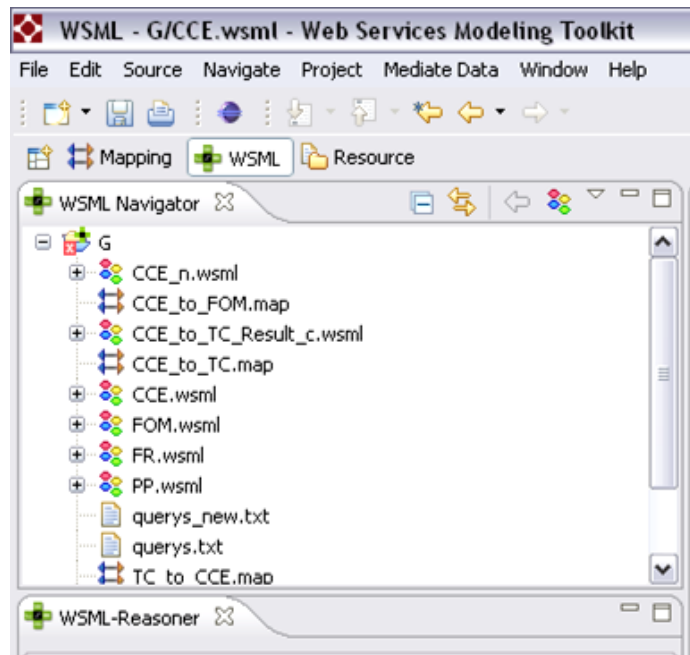 WSML - G/CCE.wsml - Web Services Modeling Toolkit
File Edit Source Navigate Project Mediate Data Window Help
Mapping WSML Resource
WSML Navigator
G
CCE_n.wsml
CCE_to_FOM.map
CCE_to_TC_Result_c.wsml
CCE_to_TC.map
CCE.wsml
FOM.wsml
FR.wsml
PP.wsml
querys_new.txt
querys.txt
TC_to_CCE.map
WSML-Reasoner